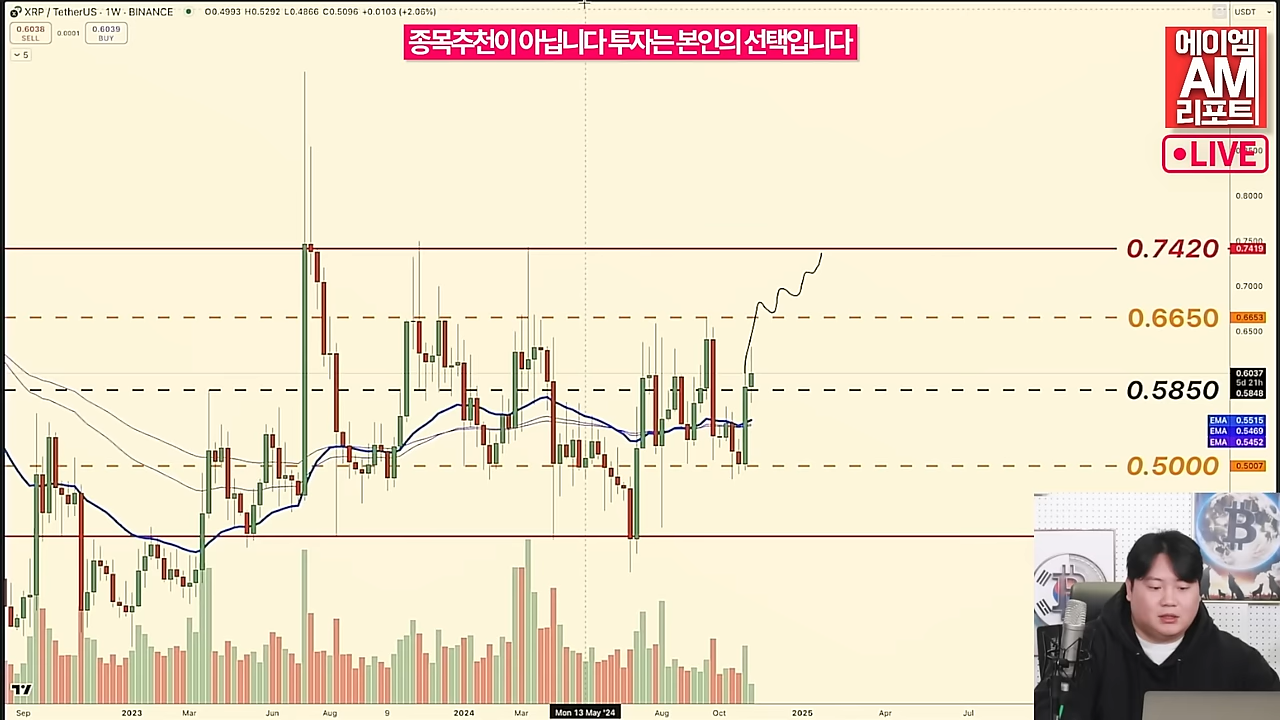 XRP / TetherUS · 1W · BINANCE O0.4993 H0.5292 L0.4866 C0.5096 +0.0103 (+2.06%)
USDT
0.6038
SELL
0.0001
0.6039
BUY
5
종목추천이 아닙니다 투자는 본인의 선택입니다
에이엠
AM
리포트
LIVE
0.8000
0.7420
0.7419
0.7000
0.6650
0.6653
0.6500
0.6037
5d 21h
0.5850
0.5848
EMA 0.5515
EMA 0.5469
EMA 0.5452
0.5000
0.5007
Sep
2023
Mar
Jun
Aug
9
2024
Mar
Mon 13 May '24
Aug
Oct
2025
Apr
Jul